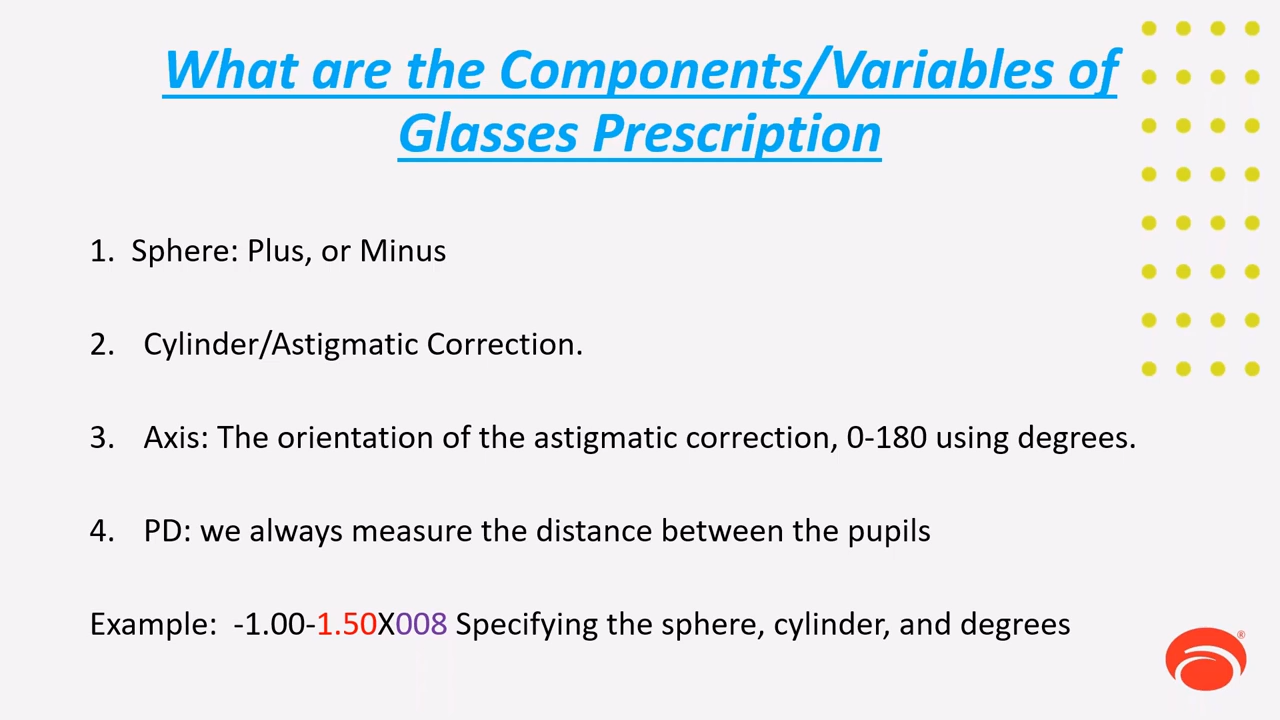 What are the Components/Variables of
Glasses Prescription
1. Sphere: Plus, or Minus
2. Cylinder/Astigmatic Correction.
3. Axis: The orientation of the astigmatic correction, 0-180 using degrees.
4. PD: we always measure the distance between the pupils
Example: -1.00-1.50X008 Specifying the sphere, cylinder, and degrees
®